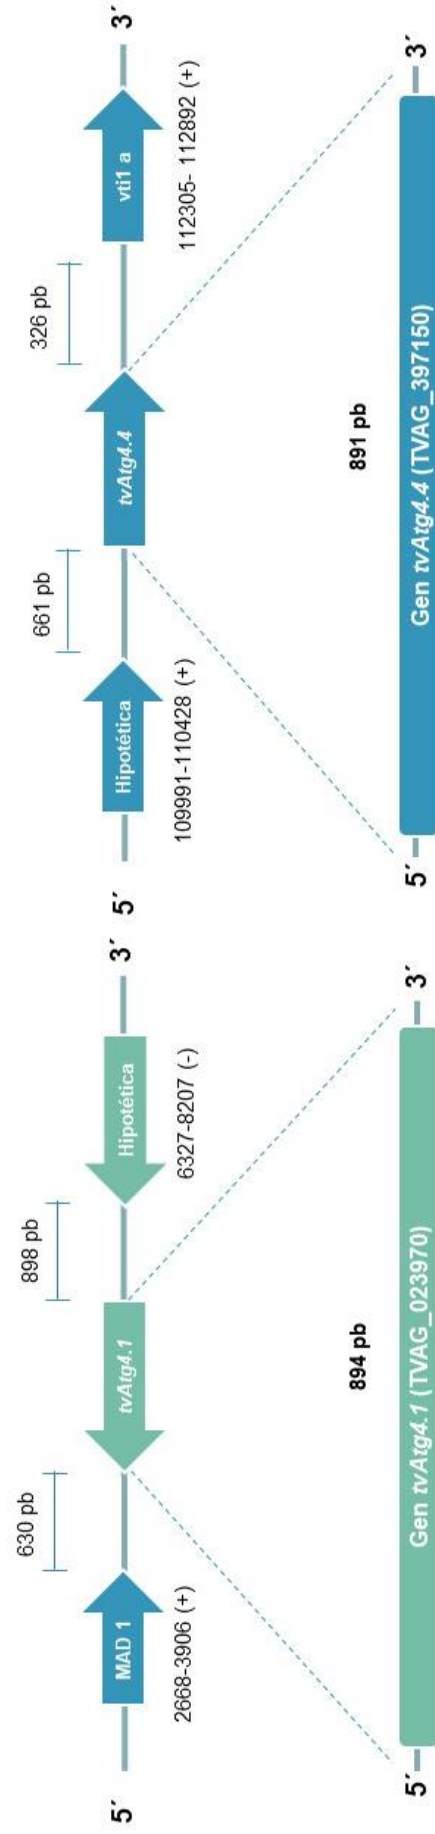 630 pb
898 pb
5´
MAD 1
tvAtg4.1
Hipotética
3´
2668-3906 (+)
6327-8207 (-)
894 pb
5´
Gen tvAtg4.1 (TVAG_023970)
3´
661 pb
326 pb
5´
Hipotética
tvAtg4.4
vti1 a
3´
109991-110428 (+)
112305- 112892 (+)
891 pb
5´
Gen tvAtg4.4 (TVAG_397150)
3´